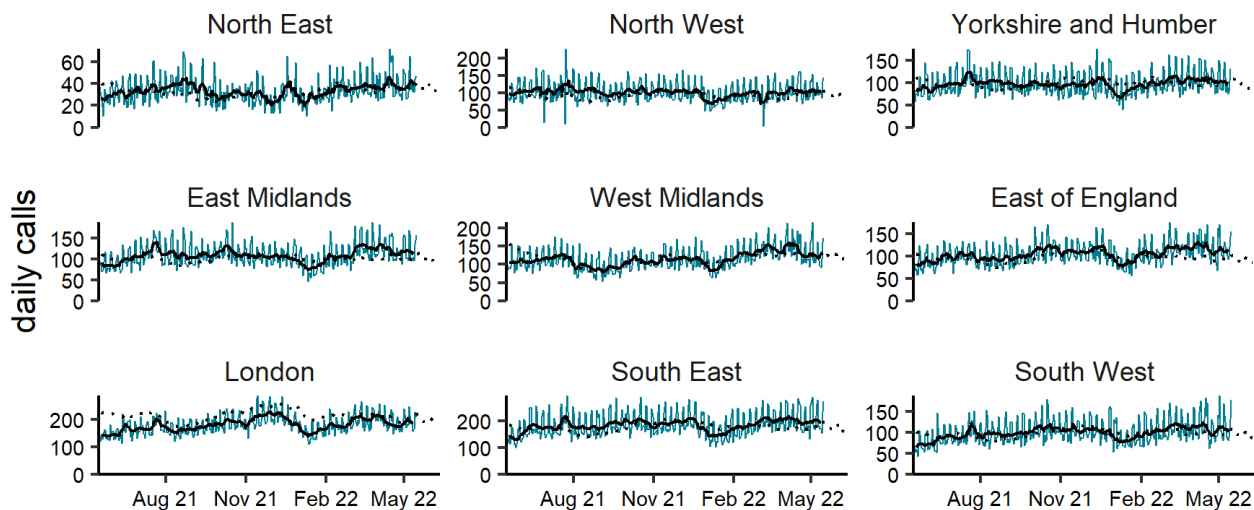 North East
North West
Yorkshire and Humber
60
40
20
0
200
150
100
50
0
150
100
50
0
daily calls
East Midlands
West Midlands
East of England
150
100
50
0
200
150
100
50
0
150
100
50
0
London
South East
South West
200
100
0
200
100
0
150
100
50
0
Aug 21 Nov 21 Feb 22 May 22
Aug 21 Nov 21 Feb 22 May 22
Aug 21 Nov 21 Feb 22 May 22